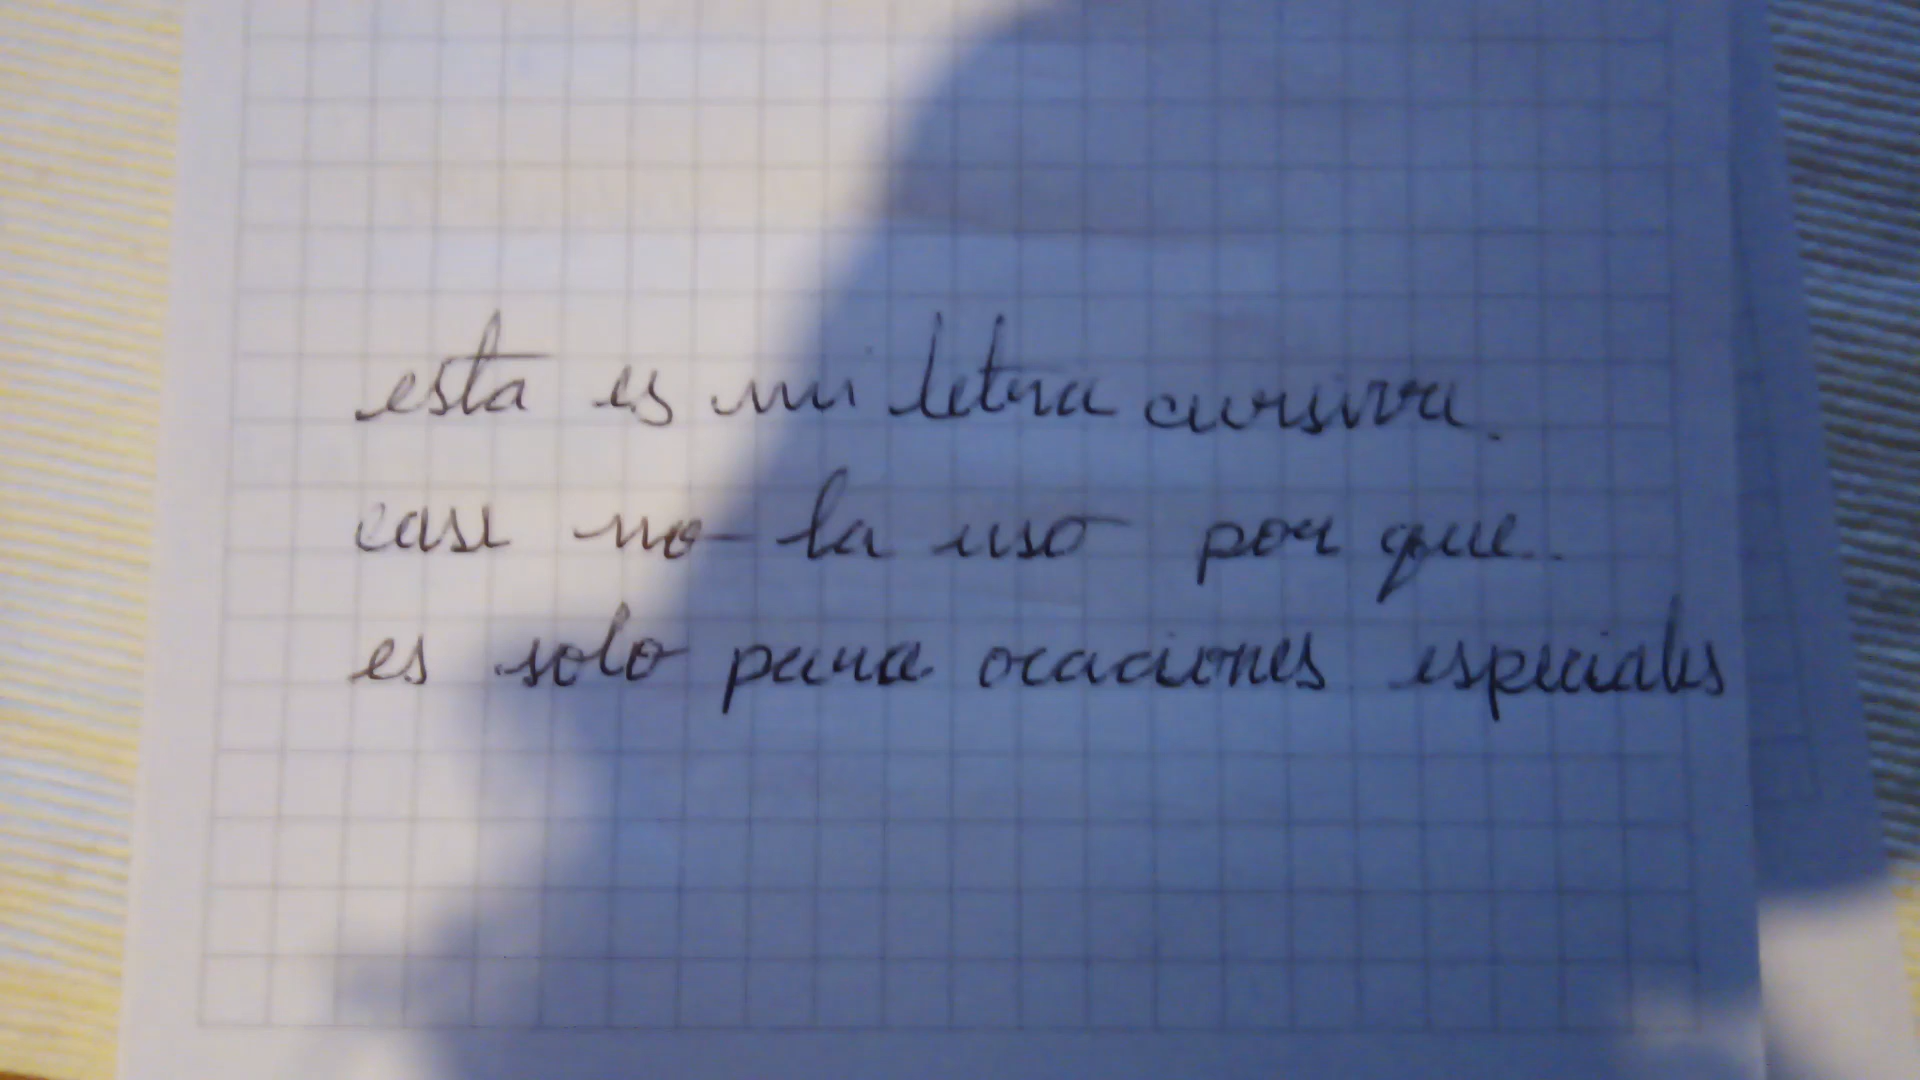 esta es mi letra cursiva.
casi no la uso por que.
es solo para ocaciones especiales